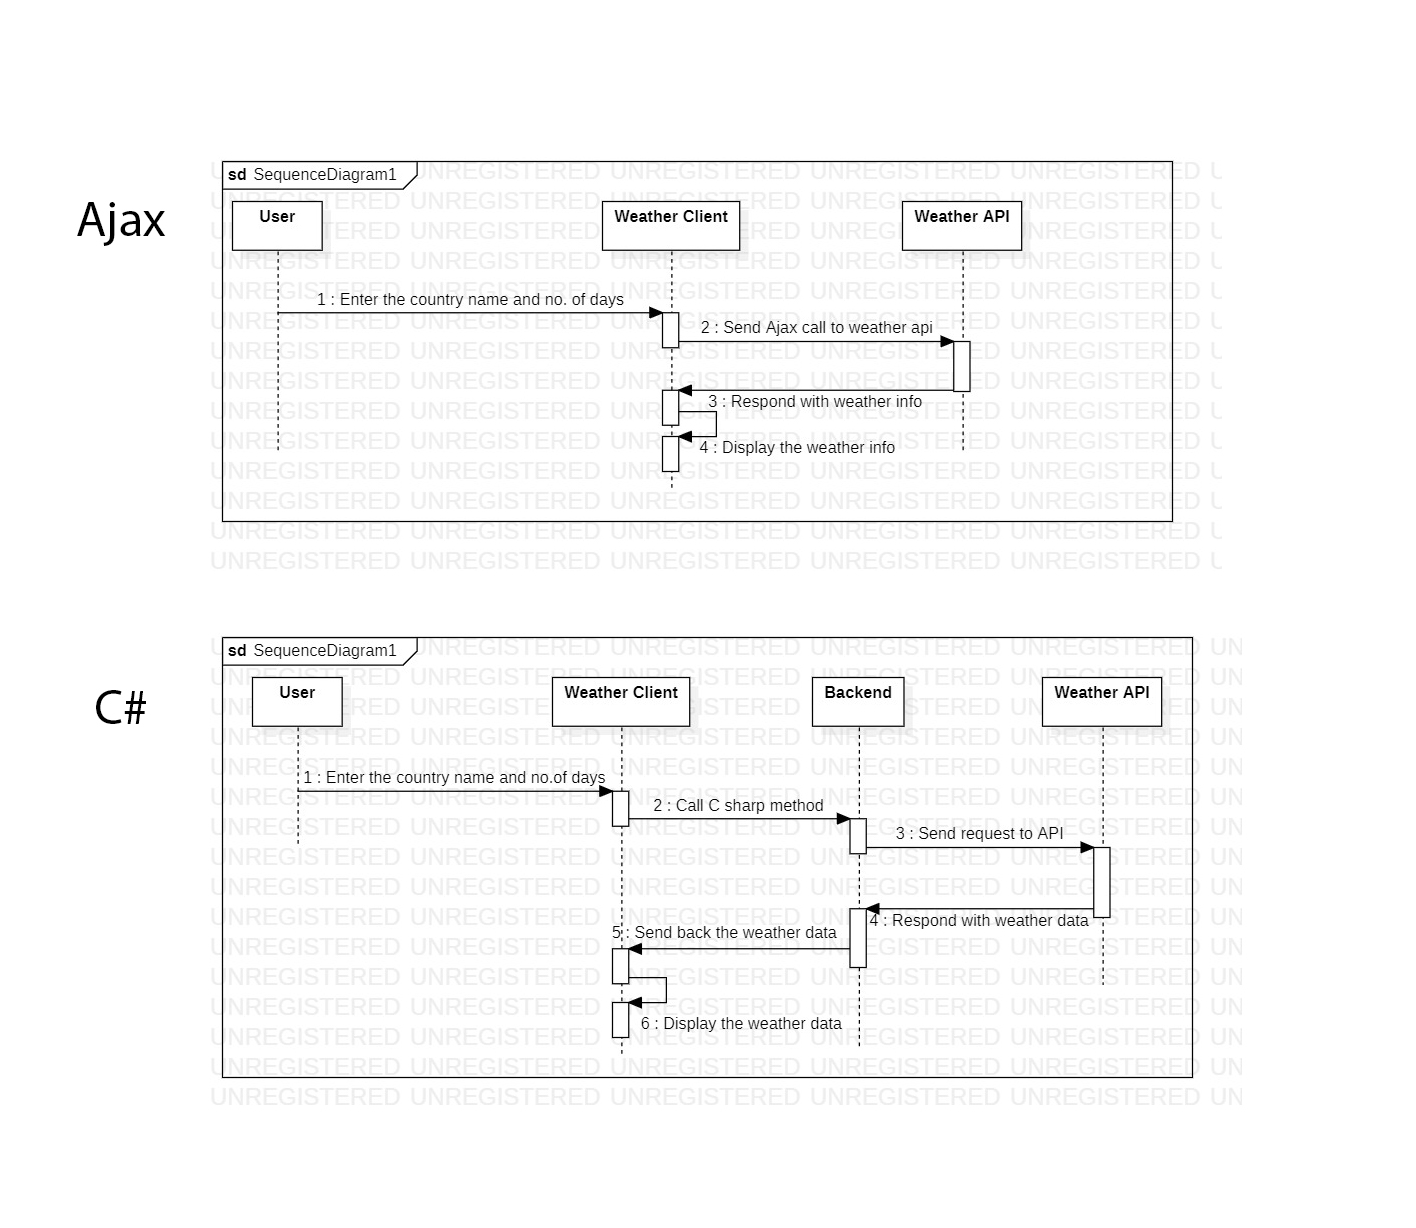 Ajax
sd SequenceDiagram1
User
Weather Client
Weather API
1 : Enter the country name and no. of days
2 : Send Ajax call to weather api
3 : Respond with weather info
4 : Display the weather info
C#
sd SequenceDiagram1
User
Weather Client
Backend
Weather API
1 : Enter the country name and no.of days
2 : Call C sharp method
3 : Send request to API
4 : Respond with weather data
5 : Send back the weather data
6 : Display the weather data
UNREGISTERED